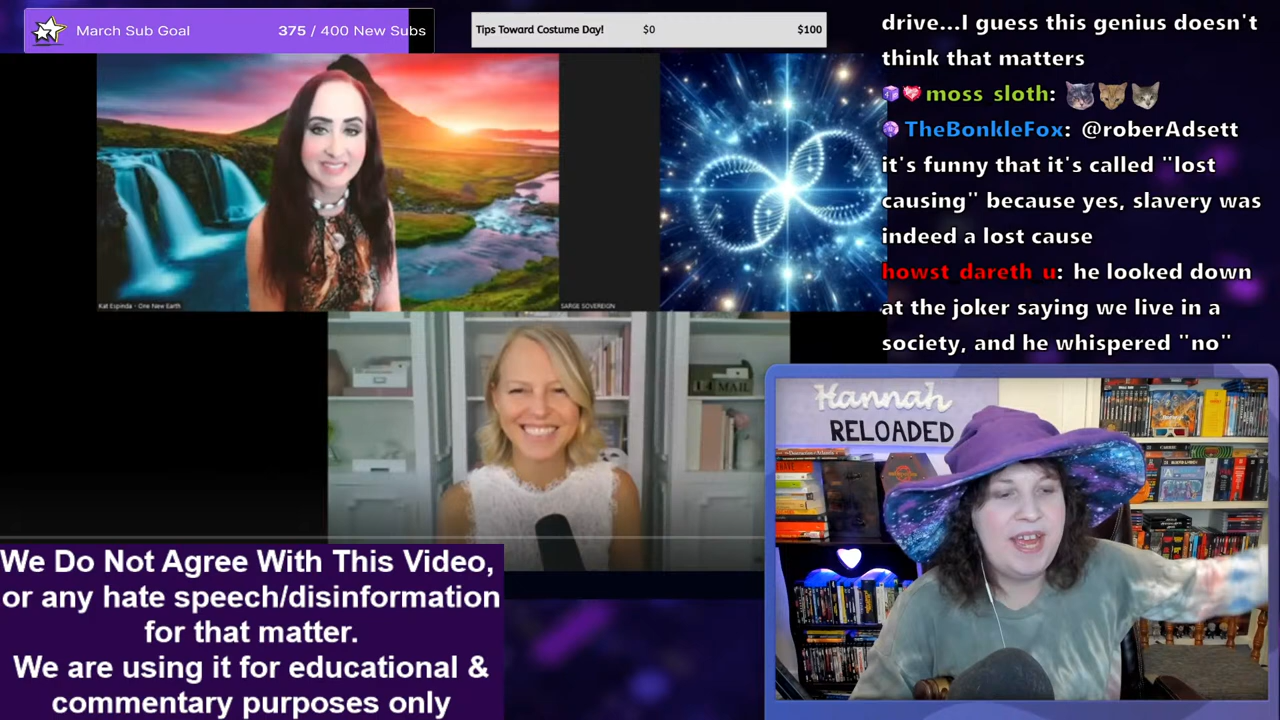 March Sub Goal 375 / 400 New Subs
Tips Toward Costume Day! $0 $100
drive...I guess this genius doesn't
think that matters
moss sloth:
TheBonkleFox: @roberAdsett
it's funny that it's called "lost
causing" because yes, slavery was
indeed a lost cause
howst dareth u: he looked down
at the joker saying we live in a
society, and he whispered "no"
Kat Espinda - One New Earth
SARGE SOVEREIGN
MAIL
Hannah
RELOADED
We Do Not Agree With This Video,
or any hate speech/disinformation
for that matter.
We are using it for educational &
commentary purposes only